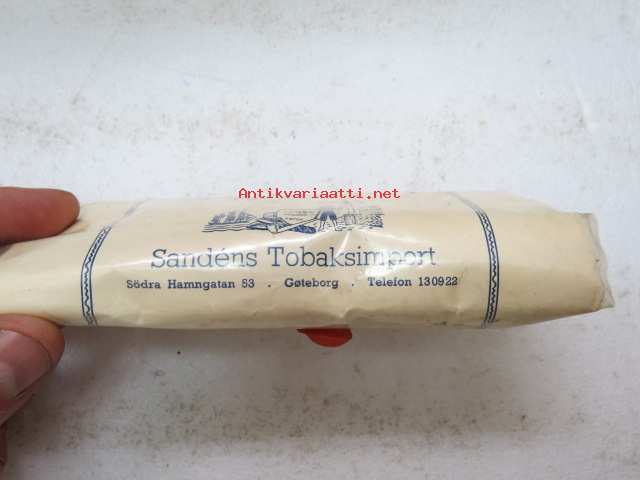 Antikvariaatti.net
Sandéns Tobaksimport
Södra Hamngatan 53 . Gøteborg . Telefon 130922